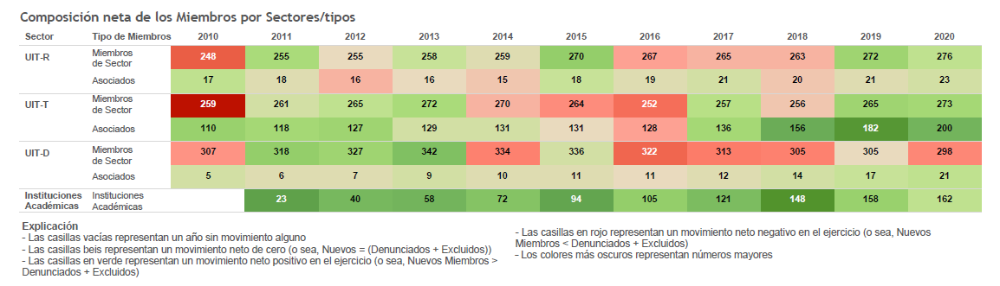 Composición neta de los Miembros por Sectores/tipos
Sector Tipo de Miembros 2010 2011 2012 2013 2014 2015 2016 2017 2018 2019 2020
UIT-R Miembros de Sector 248 255 255 258 259 270 267 265 263 272 276
Asociados 17 18 16 16 15 18 19 21 20 21 23
UIT-T Miembros de Sector 259 261 265 272 270 264 252 257 256 265 273
Asociados 110 118 127 129 131 131 128 136 156 182 200
UIT-D Miembros de Sector 307 318 327 342 334 336 322 313 305 305 298
Asociados 5 6 7 9 10 11 11 12 14 17 21
Instituciones Académicas Instituciones Académicas 23 40 58 72 94 105 121 148 158 162
Explicación
- Las casillas vacías representan un año sin movimiento alguno
- Las casillas beis representan un movimiento neto de cero (o sea, Nuevos = (Denunciados + Excluidos))
- Las casillas en verde representan un movimiento neto positivo en el ejercicio (o sea, Nuevos Miembros >
Denunciados + Excluidos)
- Las casillas en rojo representan un movimiento neto negativo en el ejercicio (o sea, Nuevos
Miembros < Denunciados + Excluidos)
- Los colores más oscuros representan números mayores